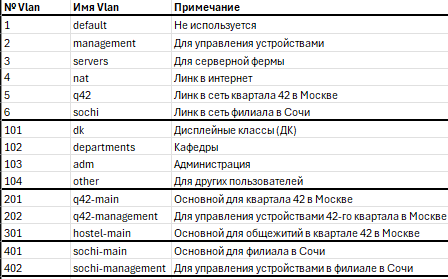 № Vlan Имя Vlan Примечание
1 default Не используется
2 management Для управления устройствами
3 servers Для серверной фермы
4 nat Линк в интернет
5 q42 Линк в сеть квартала 42 в Москве
6 sochi Линк в сеть филиала в Сочи
101 dk Дисплейные классы (ДК)
102 departments Кафедры
103 adm Администрация
104 other Для других пользователей
201 q42-main Основной для квартала 42 в Москве
202 q42-management Для управления устройствами 42-го квартала в Москве
301 hostel-main Основной для общежитий в квартале 42 в Москве
401 sochi-main Основной для филиала в Сочи
402 sochi-management Для управления устройствами в филиале в Сочи